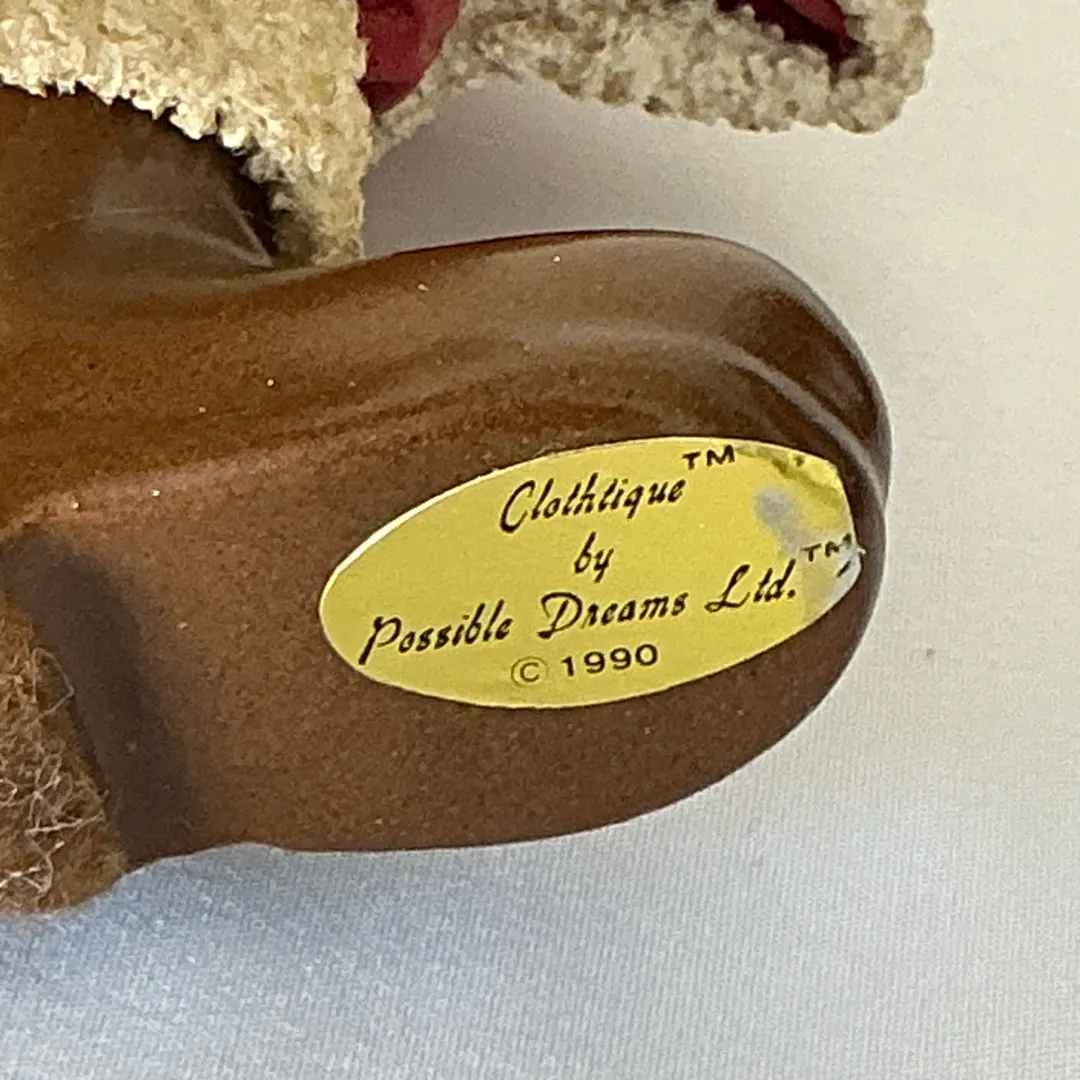 Clothtique™
by
Possible Dreams Ltd.™
© 1990